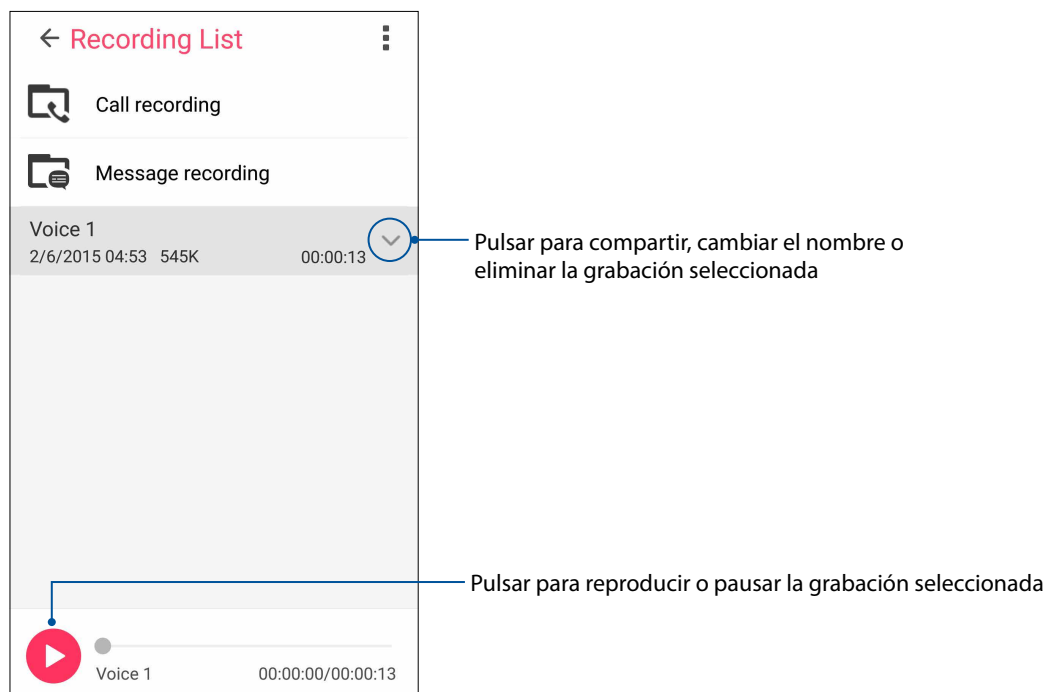 Recording List
Call recording
Message recording
Voice 1
2/6/2015 04:53 545K 00:00:13
Pulsar para compartir, cambiar el nombre o
eliminar la grabación seleccionada
Pulsar para reproducir o pausar la grabación seleccionada
Voice 1 00:00:00/00:00:13